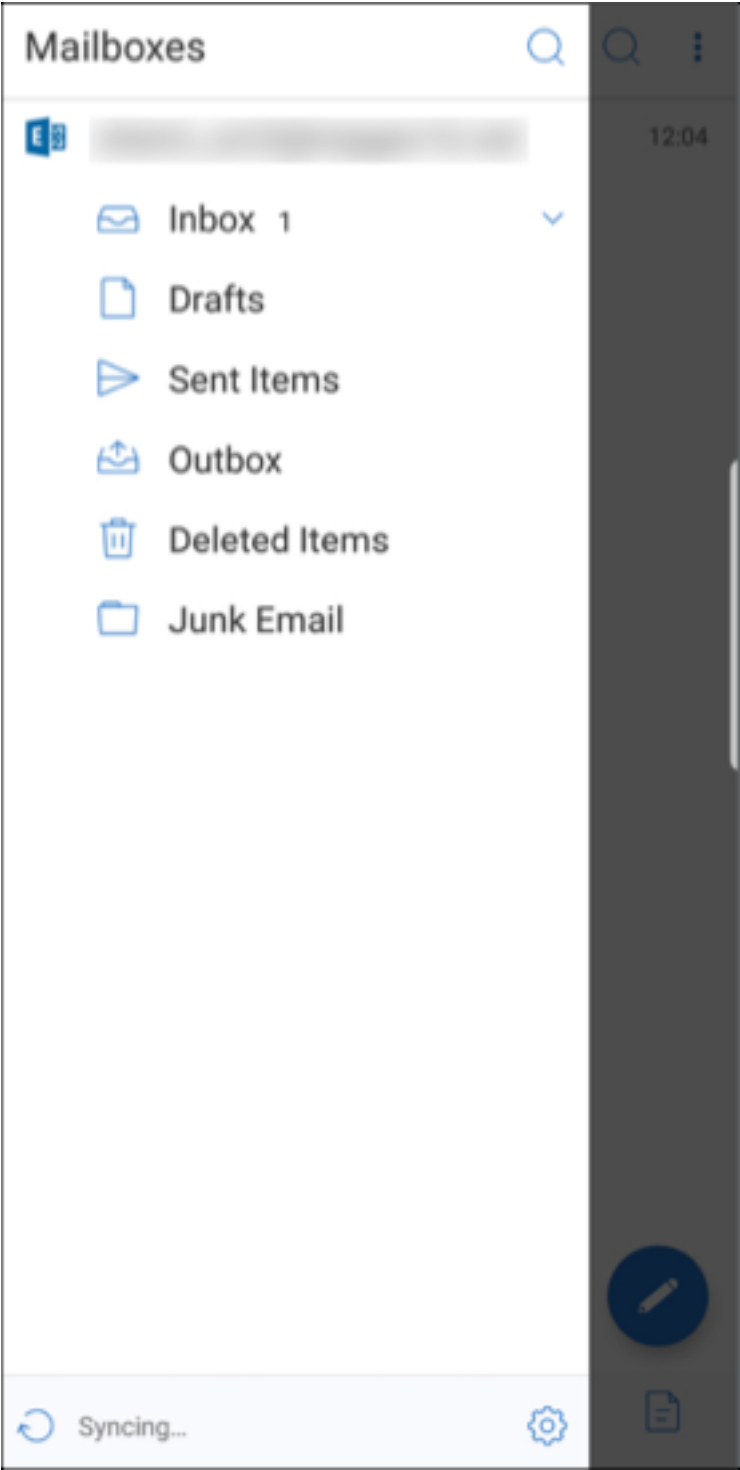 Mailboxes
12:04
Inbox 1
Drafts
Sent Items
Outbox
Deleted Items
Junk Email
Syncing...